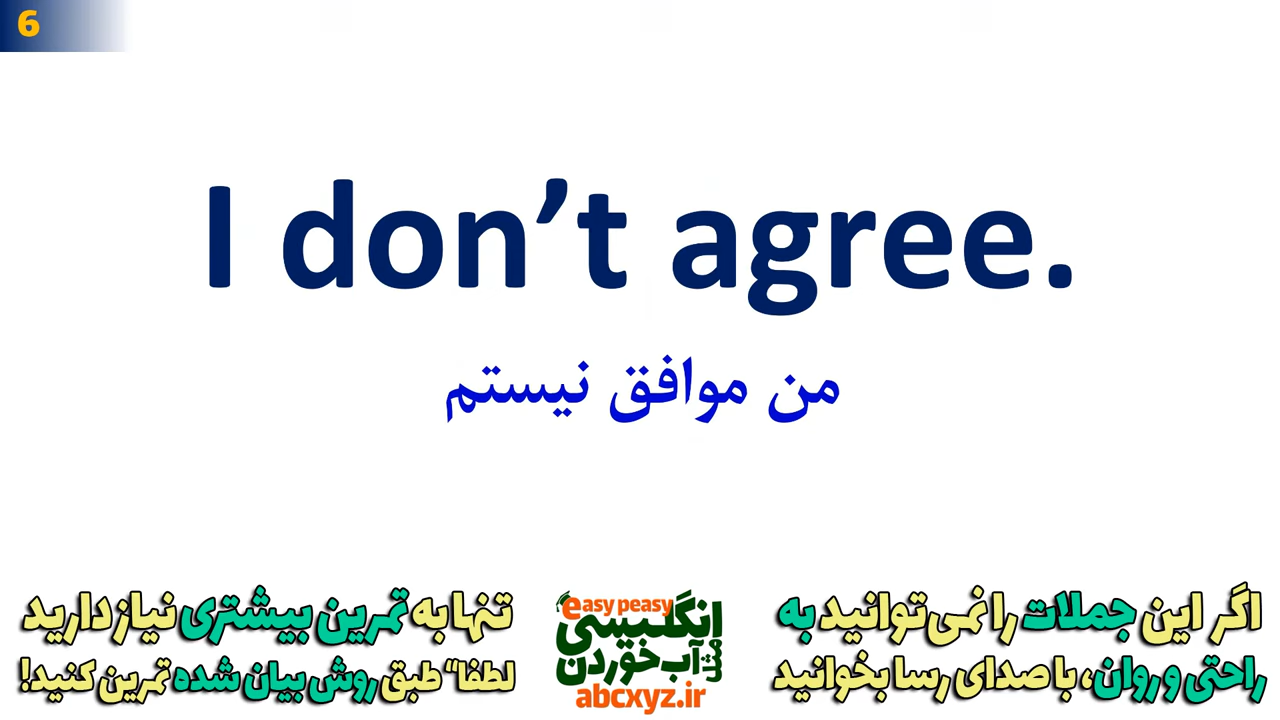 6
I don’t agree.
من موافق نیستم
اگر این جملات را نمی‌توانید به
راحتی و روان، با صدای رسا بخوانید
easy peasy
انگلیسی
مثل آب خوردن
abcxyz.ir
تنها به تمرین بیشتری نیاز دارید
لطفا“ طبق روش بیان شده تمرین کنید!